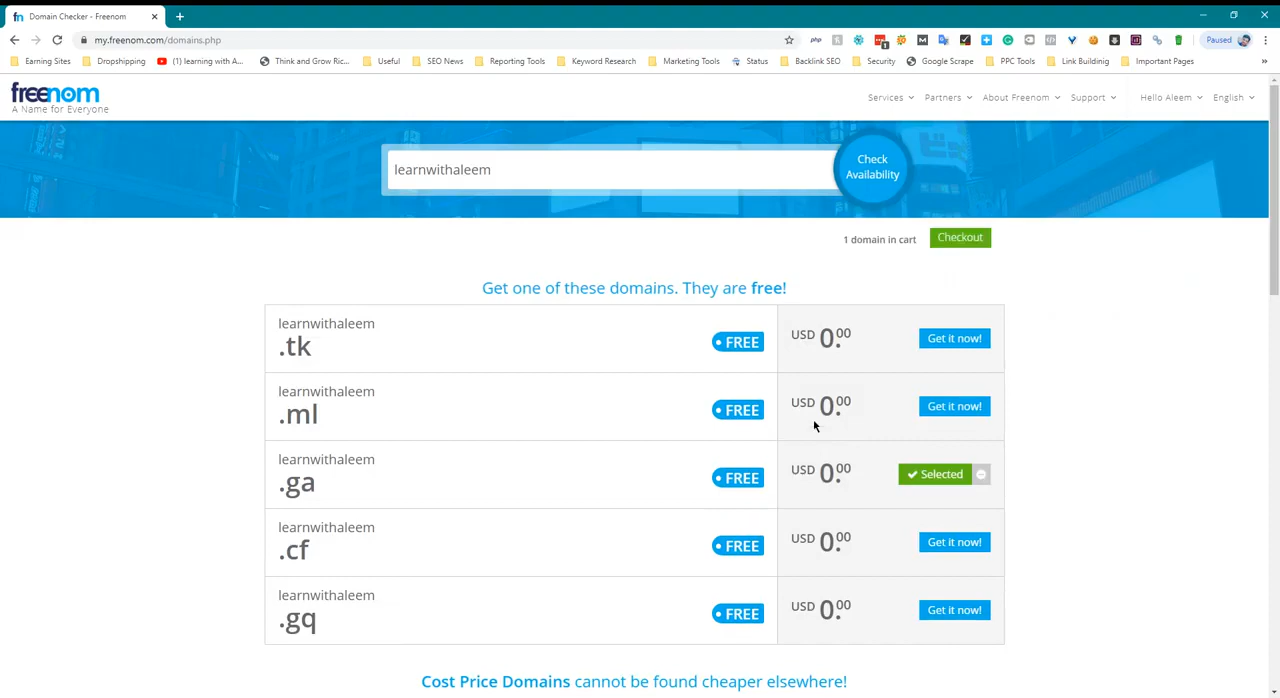 Domain Checker - Freenom
my.freenom.com/domains.php
php
Paused
Earning Sites Dropshipping (1) learning with A... Think and Grow Ric... Useful SEO News Reporting Tools Keyword Research Marketing Tools Status Backlink SEO Security Google Scrape PPC Tools Link Buildinig Important Pages »
freenom
A Name for Everyone
Services Partners About Freenom Support Hello Aleem English
learnwithaleem
Check
Availability
1 domain in cart Checkout
Get one of these domains. They are free!
learnwithaleem
.tk FREE USD 0.00 Get it now!
learnwithaleem
.ml FREE USD 0.00 Get it now!
learnwithaleem
.ga FREE USD 0.00 Selected
learnwithaleem
.cf FREE USD 0.00 Get it now!
learnwithaleem
.gq FREE USD 0.00 Get it now!
Cost Price Domains cannot be found cheaper elsewhere!